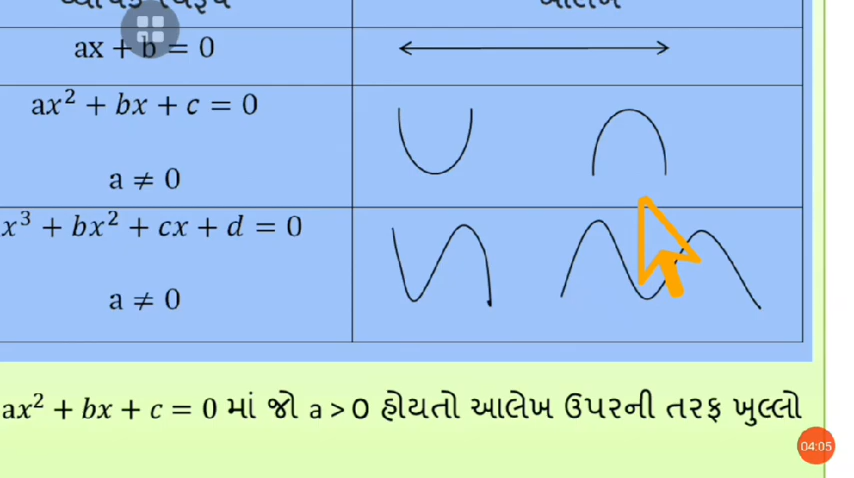 ax + b = 0
ax² + bx + c = 0
a ≠ 0
x³ + bx² + cx + d = 0
a ≠ 0
ax² + bx + c = 0 માં જો a > 0 હોયતો આલેખ ઉપરની તરફ ખુલ્લો
04:05